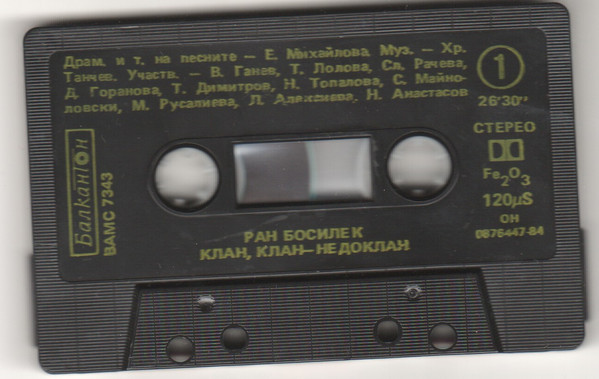 Драм. и т. на песните — Е. Михайлова. Муз. — Хр.
Танчев. Участв. — В. Ганев, Т. Лолова, Сл. Рачева,
Д. Горанова, Т. Димитров, Н. Топалова, С. Майно-
ловски, М. Русалиева, Л. Алексиева, Н. Анастасов
1
26'30''
СТЕРЕО
Fe2O3
120µS
ОН
0876447-84
Балкантон
ВАМС 7343
РАН БОСИЛЕК
КЛАН, КЛАН—НЕДОКЛАН